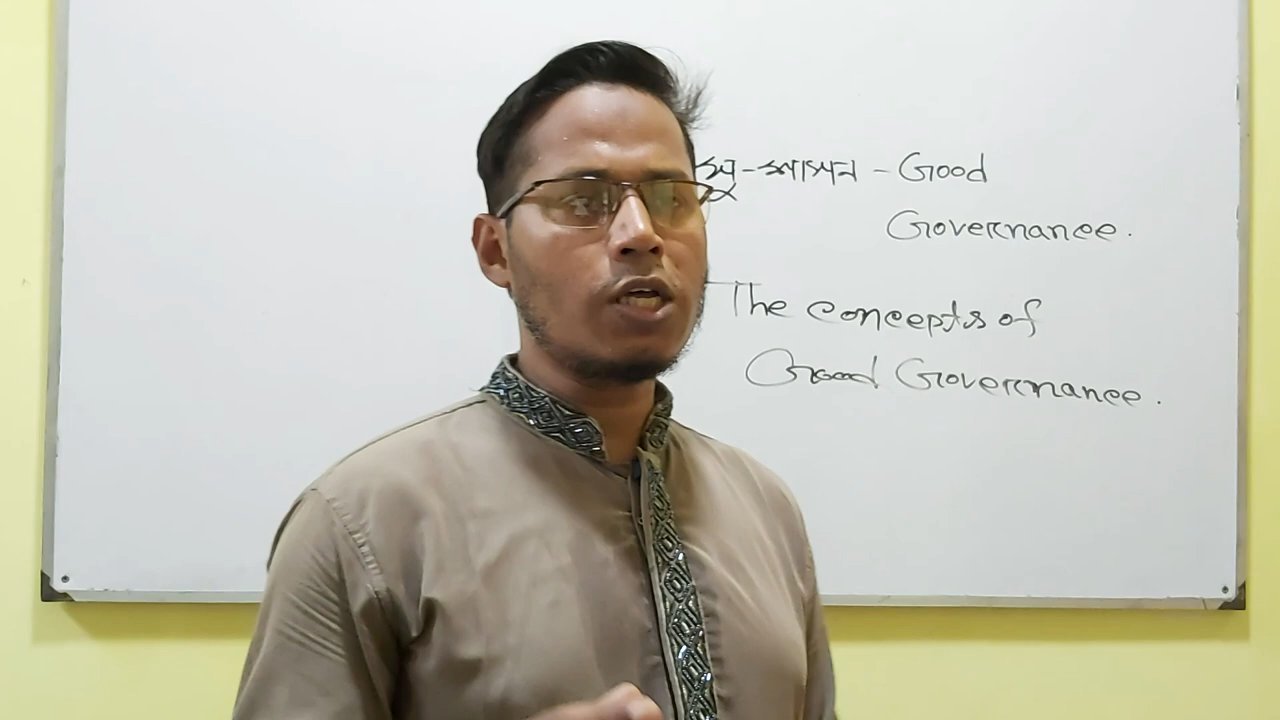 সু-শাসন - Good
Governance.
The concepts of
Good Governance.